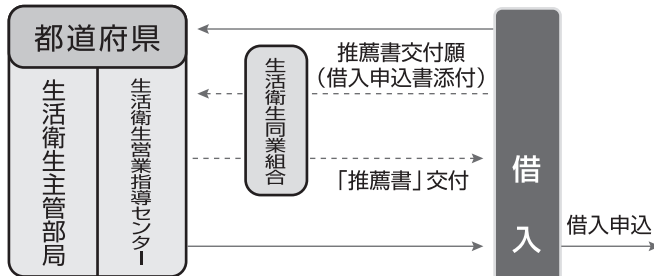 都道府県
生活衛生主管部局
生活衛生営業指導センター
生活衛生同業組合
推薦書交付願
（借入申込書添付）
「推薦書」交付
借入
借入申込